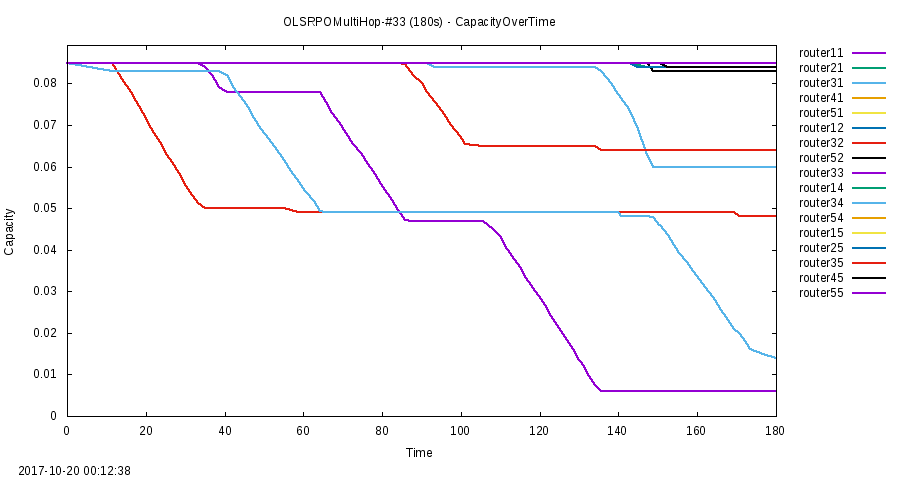 OLSRPOMultiHop-#33 (180s) - CapacityOverTime
Capacity
0.08
0.07
0.06
0.05
0.04
0.03
0.02
0.01
0
0 20 40 60 80 100 120 140 160 180
Time
router11
router21
router31
router41
router51
router12
router32
router52
router33
router14
router34
router54
router15
router25
router35
router45
router55
2017-10-20 00:12:38